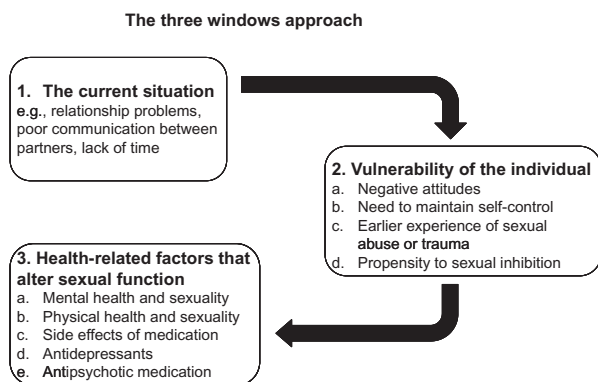 The three windows approach
1. The current situation
e.g., relationship problems,
poor communication between
partners, lack of time
2. Vulnerability of the individual
a. Negative attitudes
b. Need to maintain self-control
c. Earlier experience of sexual
abuse or trauma
d. Propensity to sexual inhibition
3. Health-related factors that
alter sexual function
a. Mental health and sexuality
b. Physical health and sexuality
c. Side effects of medication
d. Antidepressants
e. Antipsychotic medication